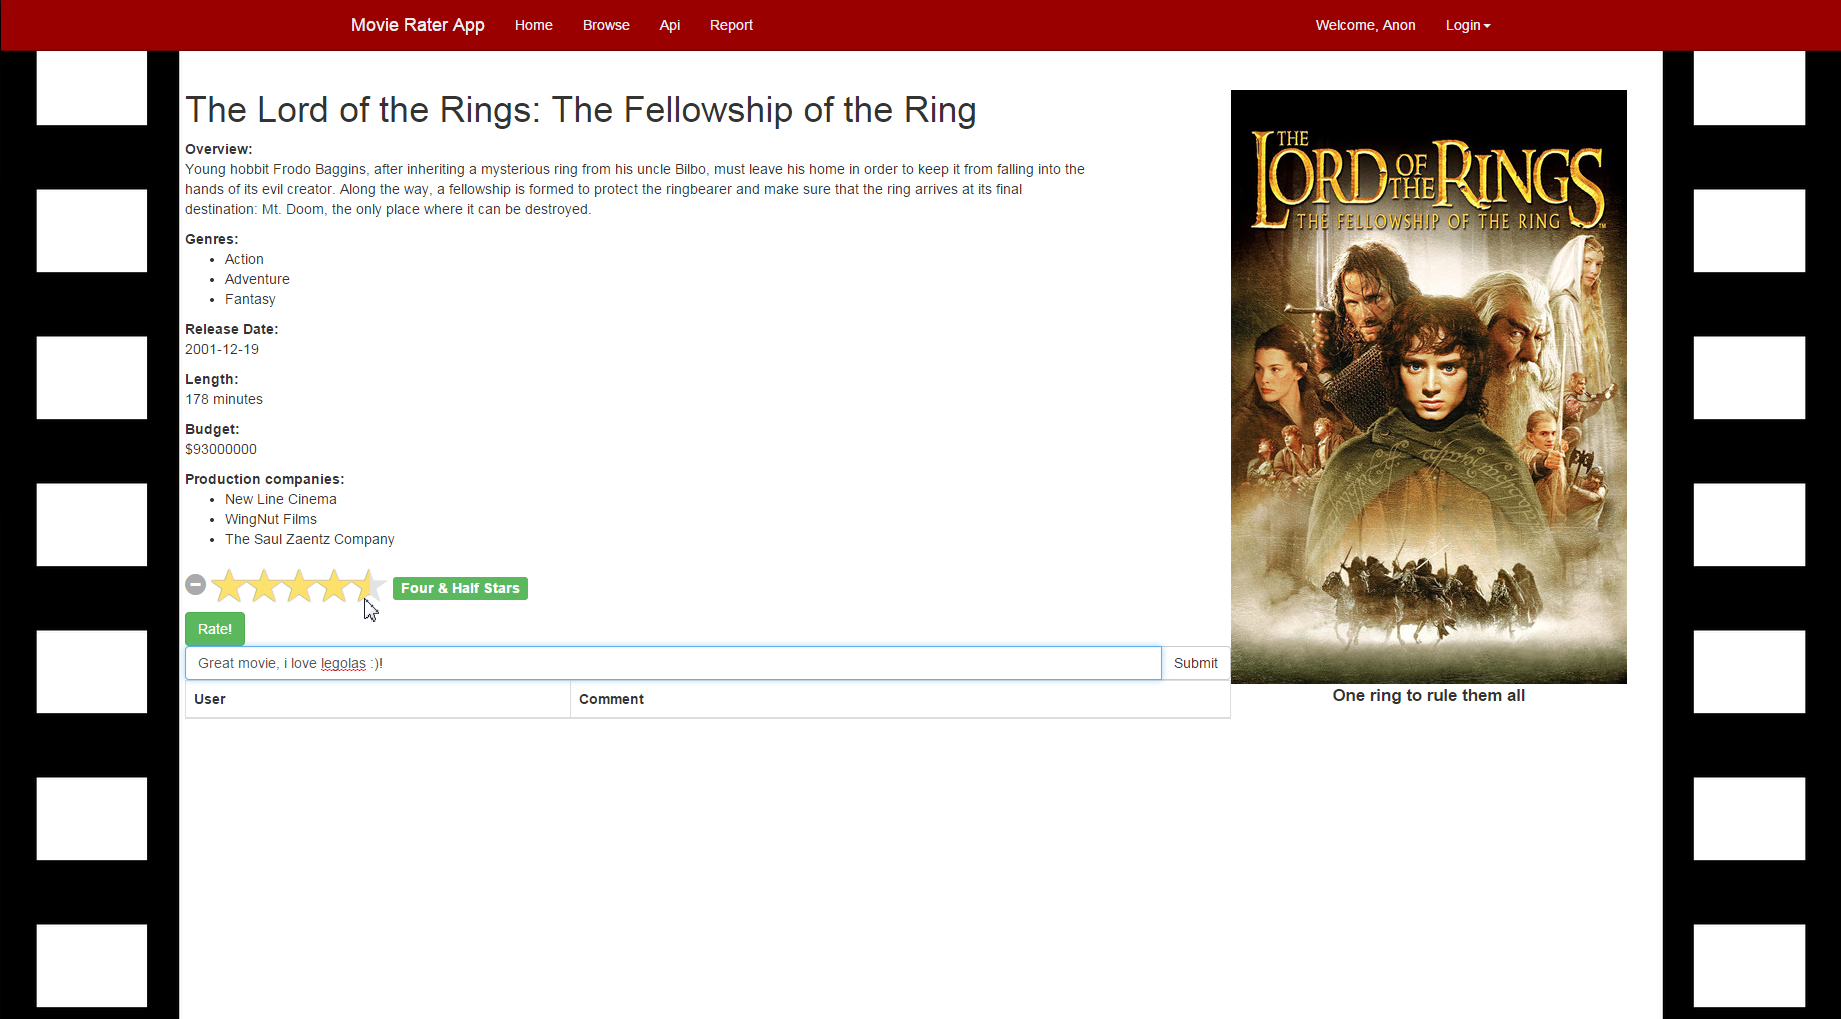 Movie Rater App Home Browse Api Report Welcome, Anon Login
The Lord of the Rings: The Fellowship of the Ring
Overview:
Young hobbit Frodo Baggins, after inheriting a mysterious ring from his uncle Bilbo, must leave his home in order to keep it from falling into the
hands of its evil creator. Along the way, a fellowship is formed to protect the ringbearer and make sure that the ring arrives at its final
destination: Mt. Doom, the only place where it can be destroyed.
Genres:
Action
Adventure
Fantasy
Release Date:
2001-12-19
Length:
178 minutes
Budget:
$93000000
Production companies:
New Line Cinema
WingNut Films
The Saul Zaentz Company
Four & Half Stars
Rate!
Great movie, i love legolas :)!
Submit
User Comment
THE
LORD OF THE RINGS
THE FELLOWSHIP OF THE RING ™
One ring to rule them all